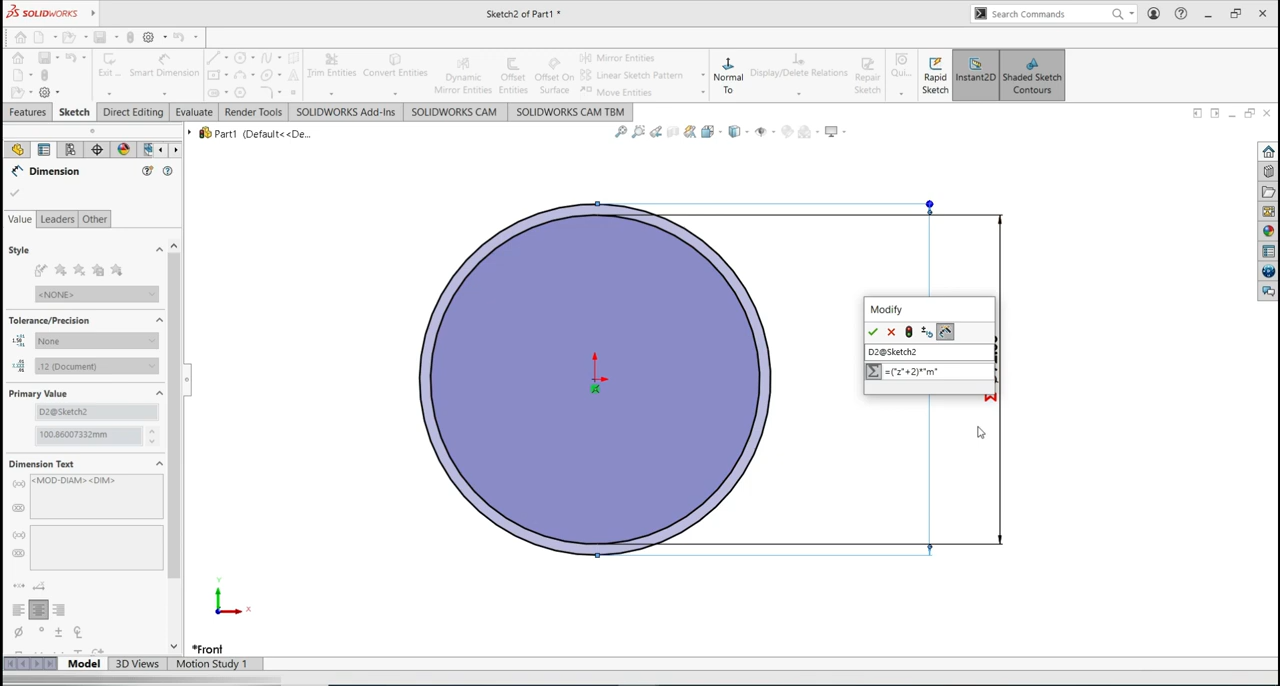 SOLIDWORKS
Sketch2 of Part1 *
Search Commands
Exit ...
Smart Dimension
Trim Entities
Convert Entities
Dynamic
Mirror Entities
Offset
Entities
Offset On
Surface
Mirror Entities
Linear Sketch Pattern
Move Entities
Normal
To
Display/Delete Relations
Repair
Sketch
Qui...
Rapid
Sketch
Instant2D
Shaded Sketch
Contours
Features
Sketch
Direct Editing
Evaluate
Render Tools
SOLIDWORKS Add-Ins
SOLIDWORKS CAM
SOLIDWORKS CAM TBM
Part1 (Default<<De...
Dimension
Value
Leaders
Other
Style
<NONE>
Tolerance/Precision
None
.12 (Document)
Primary Value
D2@Sketch2
100.86007332mm
Dimension Text
<MOD-DIAM><DIM>
Modify
D2@Sketch2
=("z"+2)*"m"
Y
X
*Front
Model
3D Views
Motion Study 1